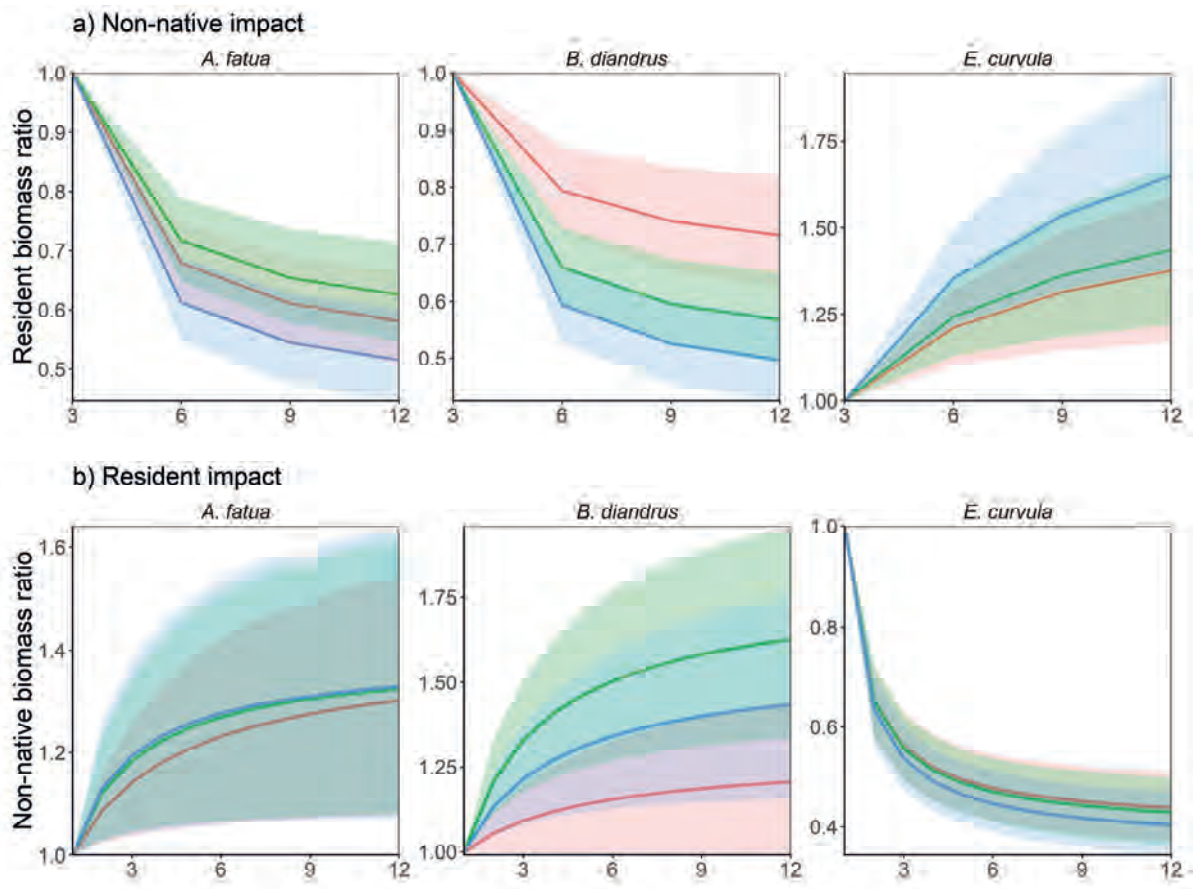 a) Non-native impact
A. fatua
B. diandrus
E. curvula
Resident biomass ratio
1.0
0.9
0.8
0.7
0.6
0.5
3 6 9 12
1.0
0.9
0.8
0.7
0.6
0.5
3 6 9 12
1.75
1.50
1.25
1.00
3 6 9 12
b) Resident impact
A. fatua
B. diandrus
E. curvula
Non-native biomass ratio
1.6
1.4
1.2
1.0
3 6 9 12
1.75
1.50
1.25
1.00
3 6 9 12
1.0
0.8
0.6
0.4
3 6 9 12